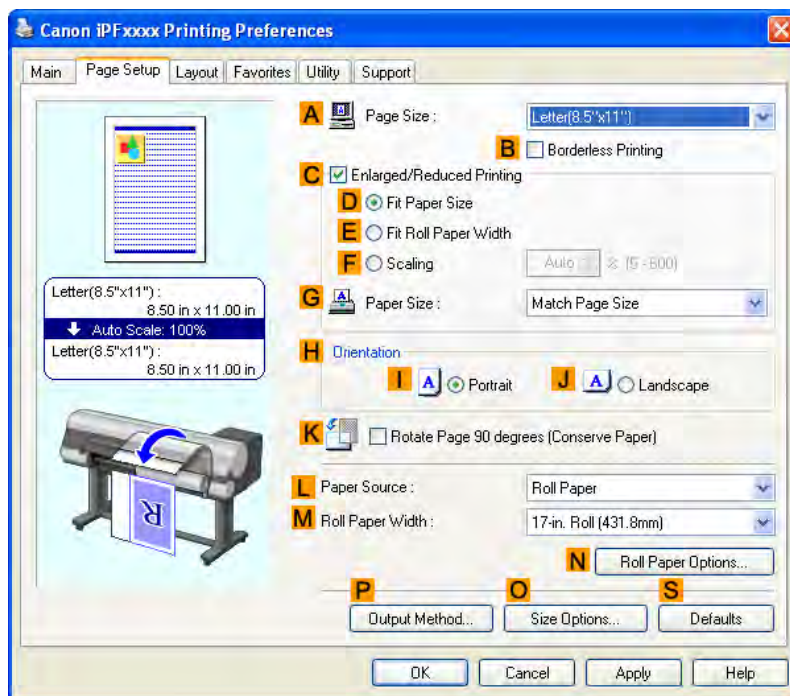 Canon iPFxxxx Printing Preferences
Main Page Setup Layout Favorites Utility Support
A Page Size : Letter(8.5"x11")
B Borderless Printing
C Enlarged/Reduced Printing
D Fit Paper Size
E Fit Roll Paper Width
F Scaling Auto % (5 - 600)
G A Paper Size : Match Page Size
Letter(8.5"x11") :
8.50 in x 11.00 in
Auto Scale: 100%
Letter(8.5"x11") :
8.50 in x 11.00 in
H Orientation
I A Portrait J A Landscape
K Rotate Page 90 degrees (Conserve Paper)
R
L Paper Source : Roll Paper
M Roll Paper Width : 17-in. Roll (431.8mm)
N Roll Paper Options...
P O S
Output Method... Size Options... Defaults
OK Cancel Apply Help